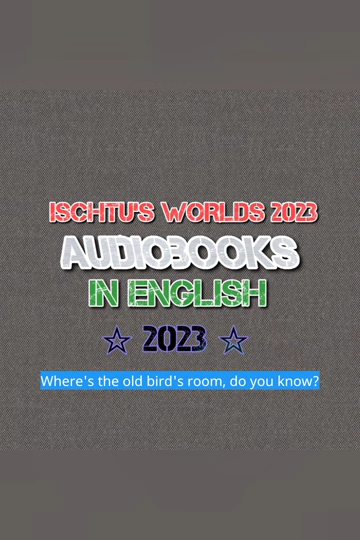 ISCHTU'S WORLDS 2023
AUDIOBOOKS
IN ENGLISH
☆ 2023 ☆
Where's the old bird's room, do you know?